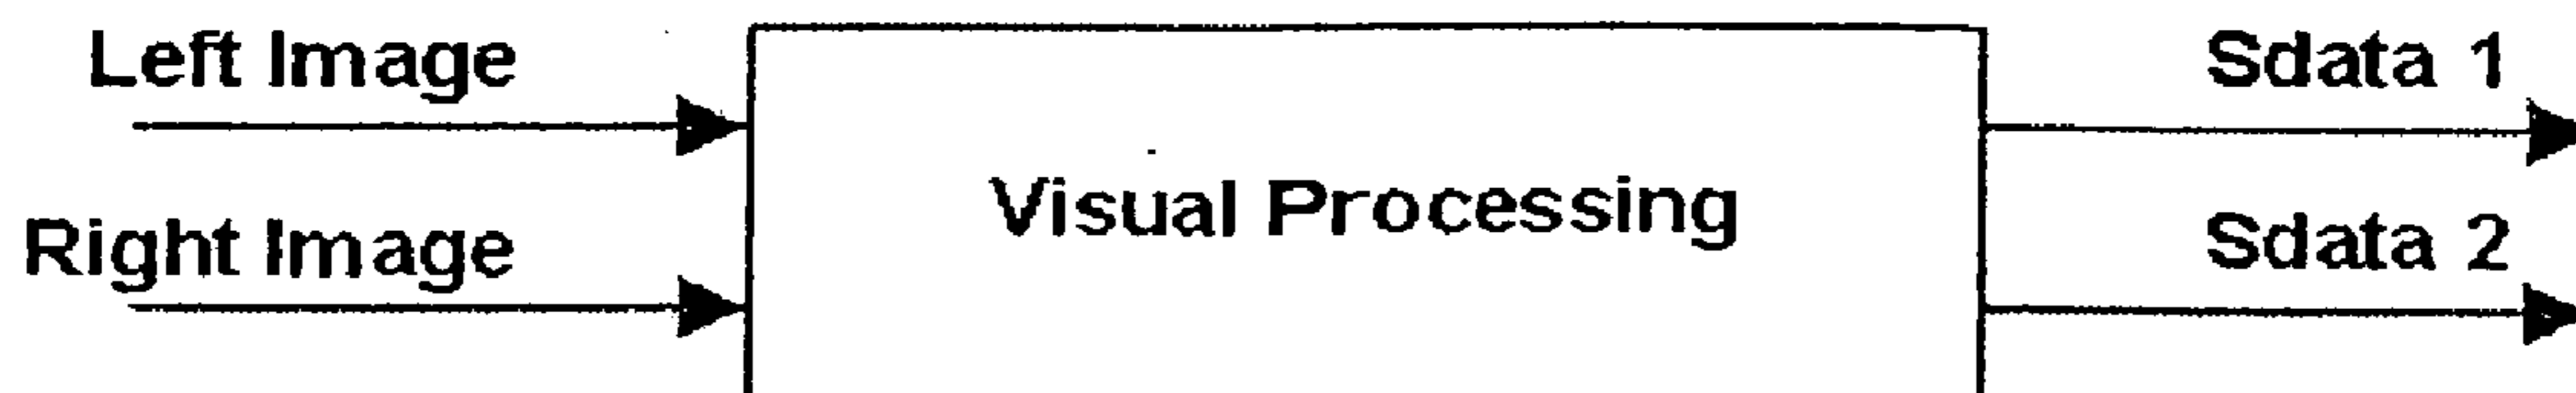 Left Image
Sdata 1
Visual Processing
Right Image
Sdata 2